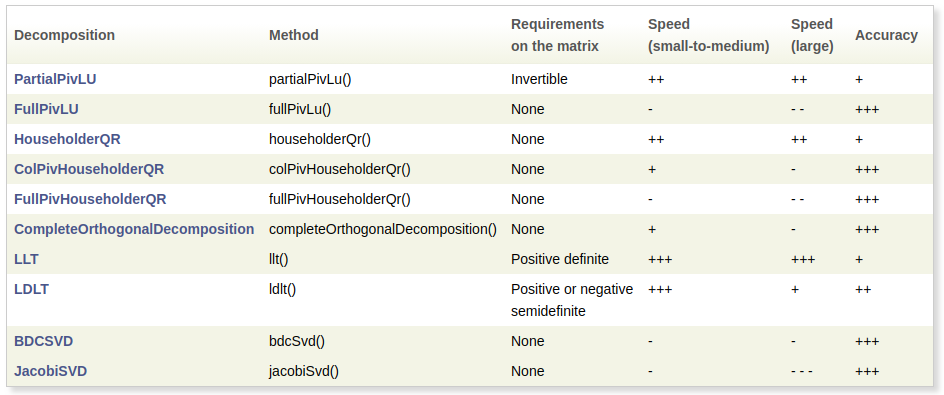 Decomposition Method Requirements on the matrix Speed (small-to-medium) Speed (large) Accuracy
PartialPivLU partialPivLu() Invertible ++ ++ +
FullPivLU fullPivLu() None - - - +++
HouseholderQR householderQr() None ++ ++ +
ColPivHouseholderQR colPivHouseholderQr() None + - +++
FullPivHouseholderQR fullPivHouseholderQr() None - - - +++
CompleteOrthogonalDecomposition completeOrthogonalDecomposition() None + - +++
LLT llt() Positive definite +++ +++ +
LDLT ldlt() Positive or negative semidefinite +++ + ++
BDCSVD bdcSvd() None - - +++
JacobiSVD jacobiSvd() None - - - - +++